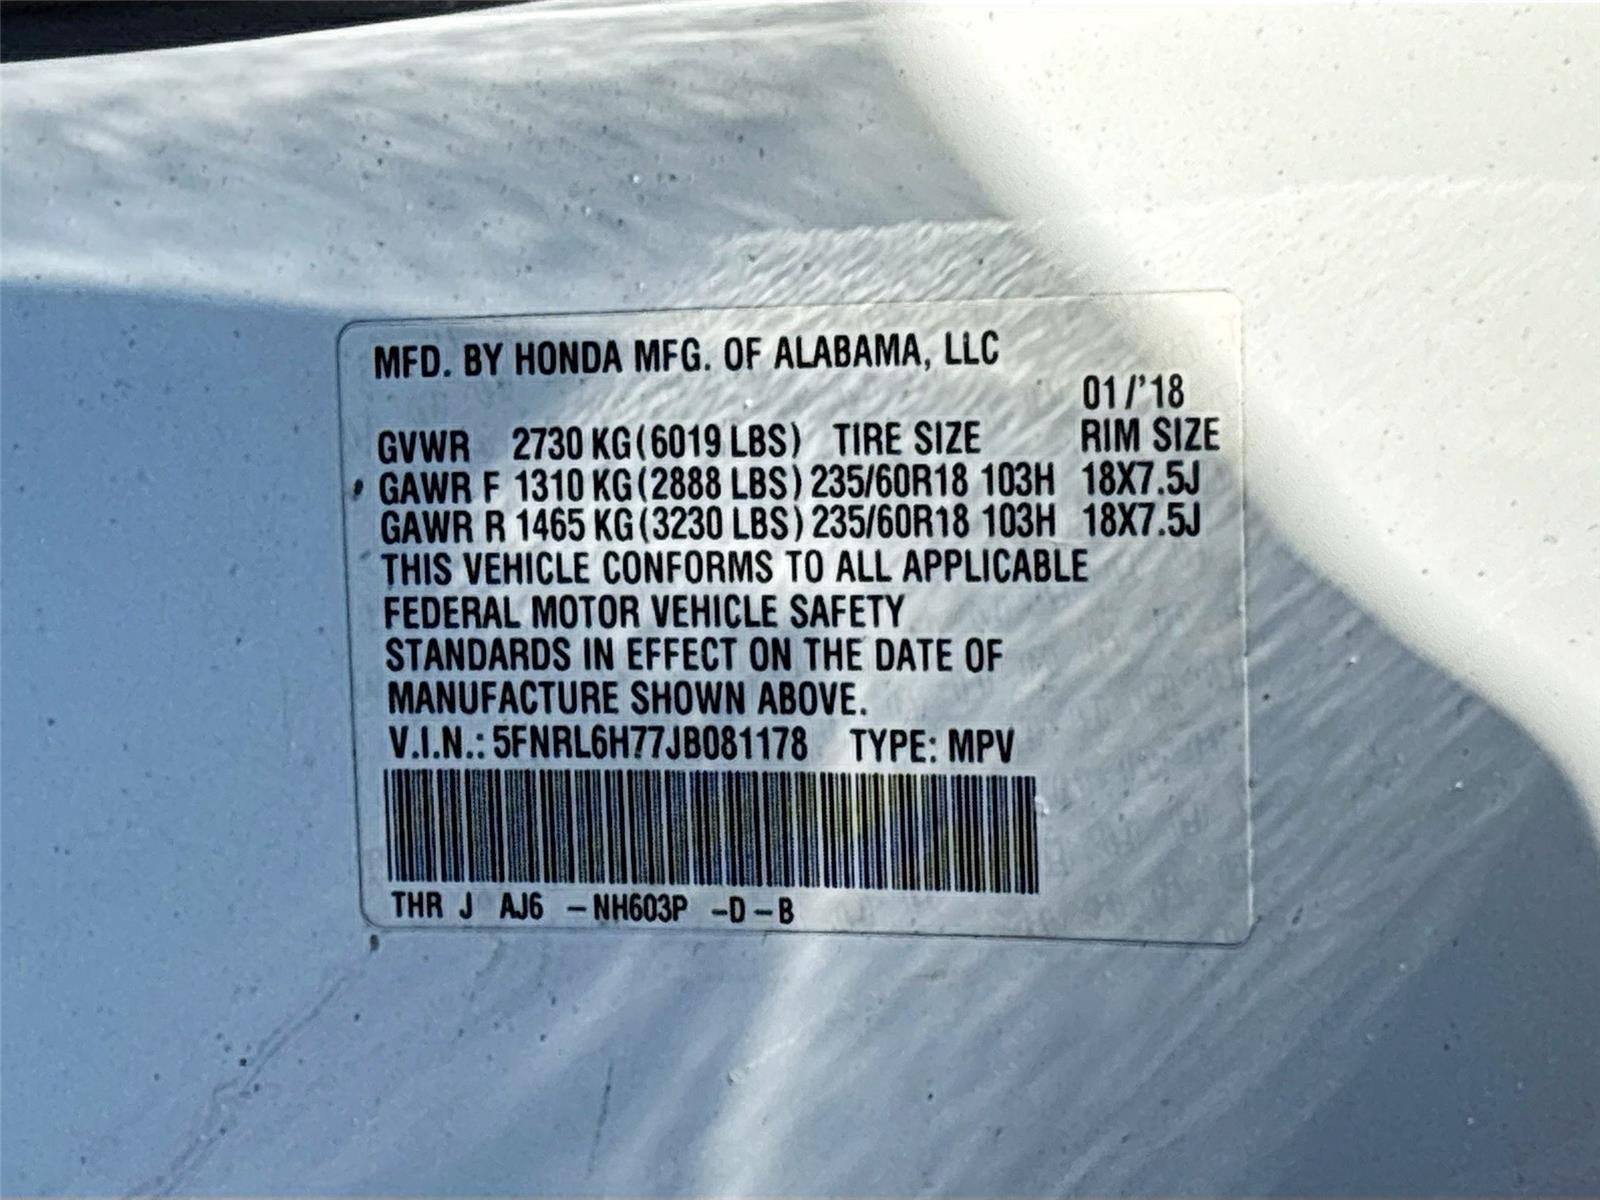 MFD. BY HONDA MFG. OF ALABAMA, LLC
01/'18
GVWR 2730 KG(6019 LBS) TIRE SIZE RIM SIZE
GAWR F 1310 KG(2888 LBS) 235/60R18 103H 18X7.5J
GAWR R 1465 KG(3230 LBS) 235/60R18 103H 18X7.5J
THIS VEHICLE CONFORMS TO ALL APPLICABLE
FEDERAL MOTOR VEHICLE SAFETY
STANDARDS IN EFFECT ON THE DATE OF
MANUFACTURE SHOWN ABOVE.
V.I.N.: 5FNRL6H77JB081178 TYPE: MPV
THR J AJ6 -NH603P -D-B